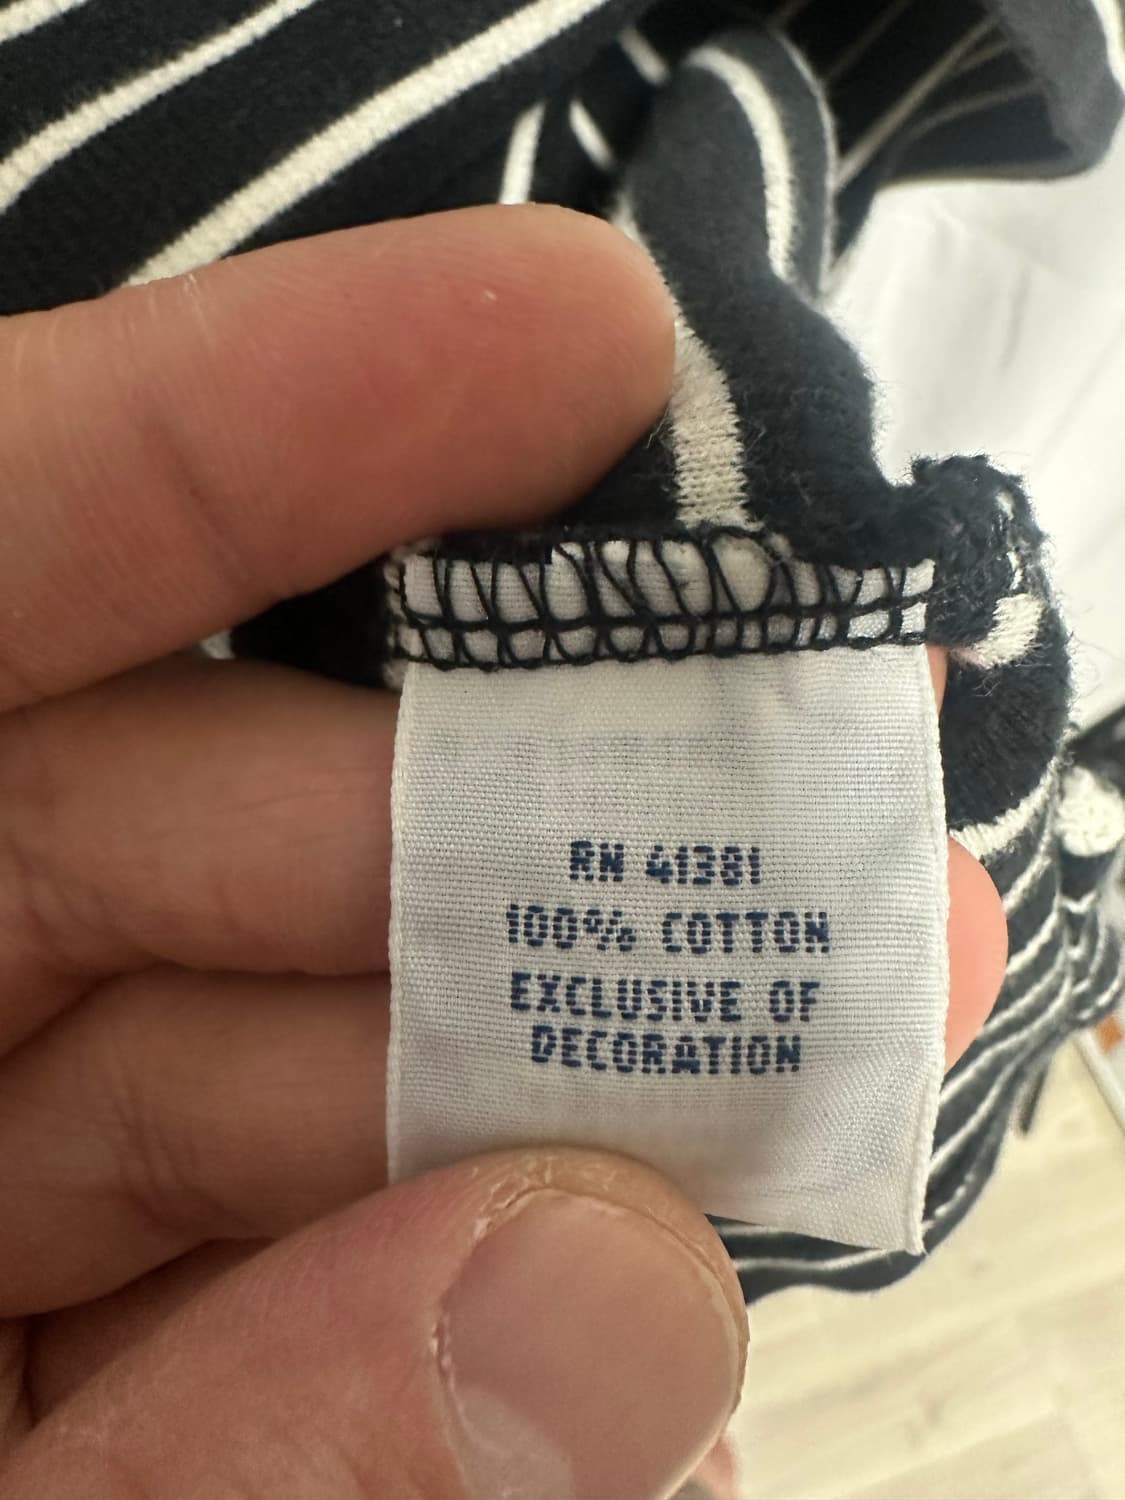 RN 41381
100% COTTON
EXCLUSIVE OF
DECORATION